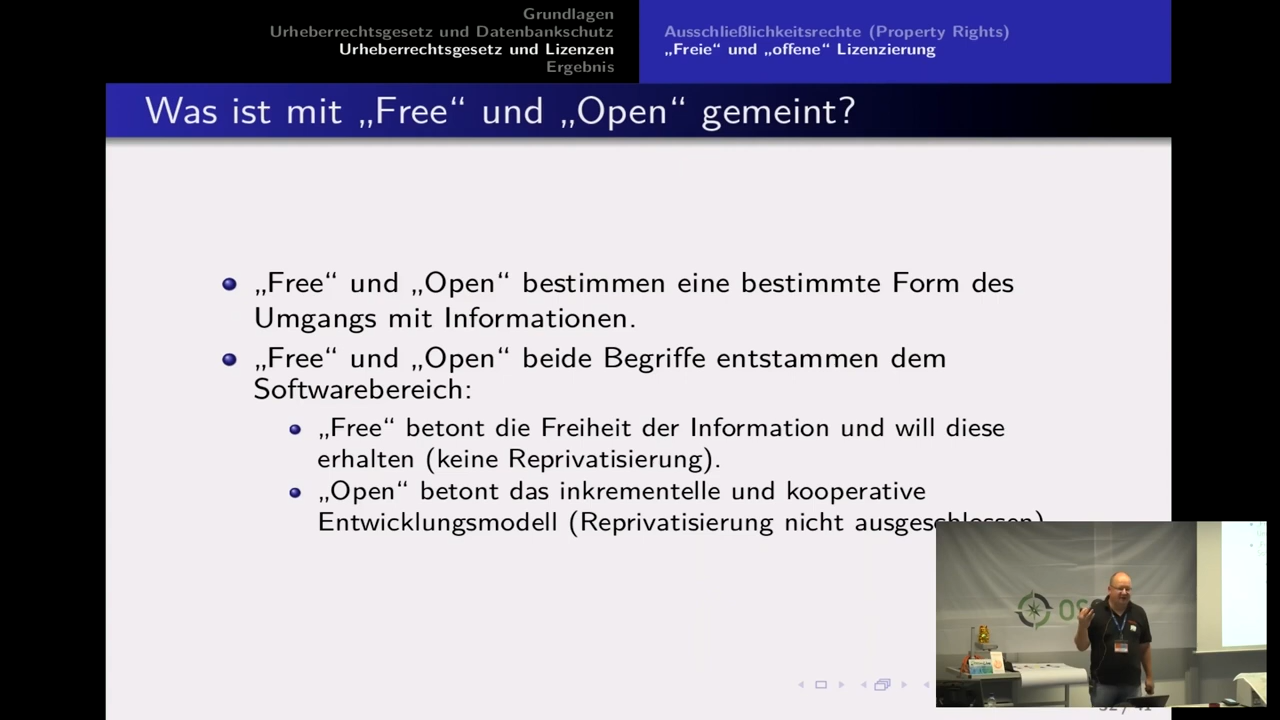 Grundlagen
Urheberrechtsgesetz und Datenbankschutz
Urheberrechtsgesetz und Lizenzen
Ergebnis
Ausschließlichkeitsrechte (Property Rights)
„Freie“ und „offene“ Lizenzierung
Was ist mit „Free“ und „Open“ gemeint?
„Free“ und „Open“ bestimmen eine bestimmte Form des
Umgangs mit Informationen.
„Free“ und „Open“ beide Begriffe entstammen dem
Softwarebereich:
„Free“ betont die Freiheit der Information und will diese
erhalten (keine Reprivatisierung).
„Open“ betont das inkrementelle und kooperative
Entwicklungsmodell (Reprivatisierung nicht ausgeschlossen)